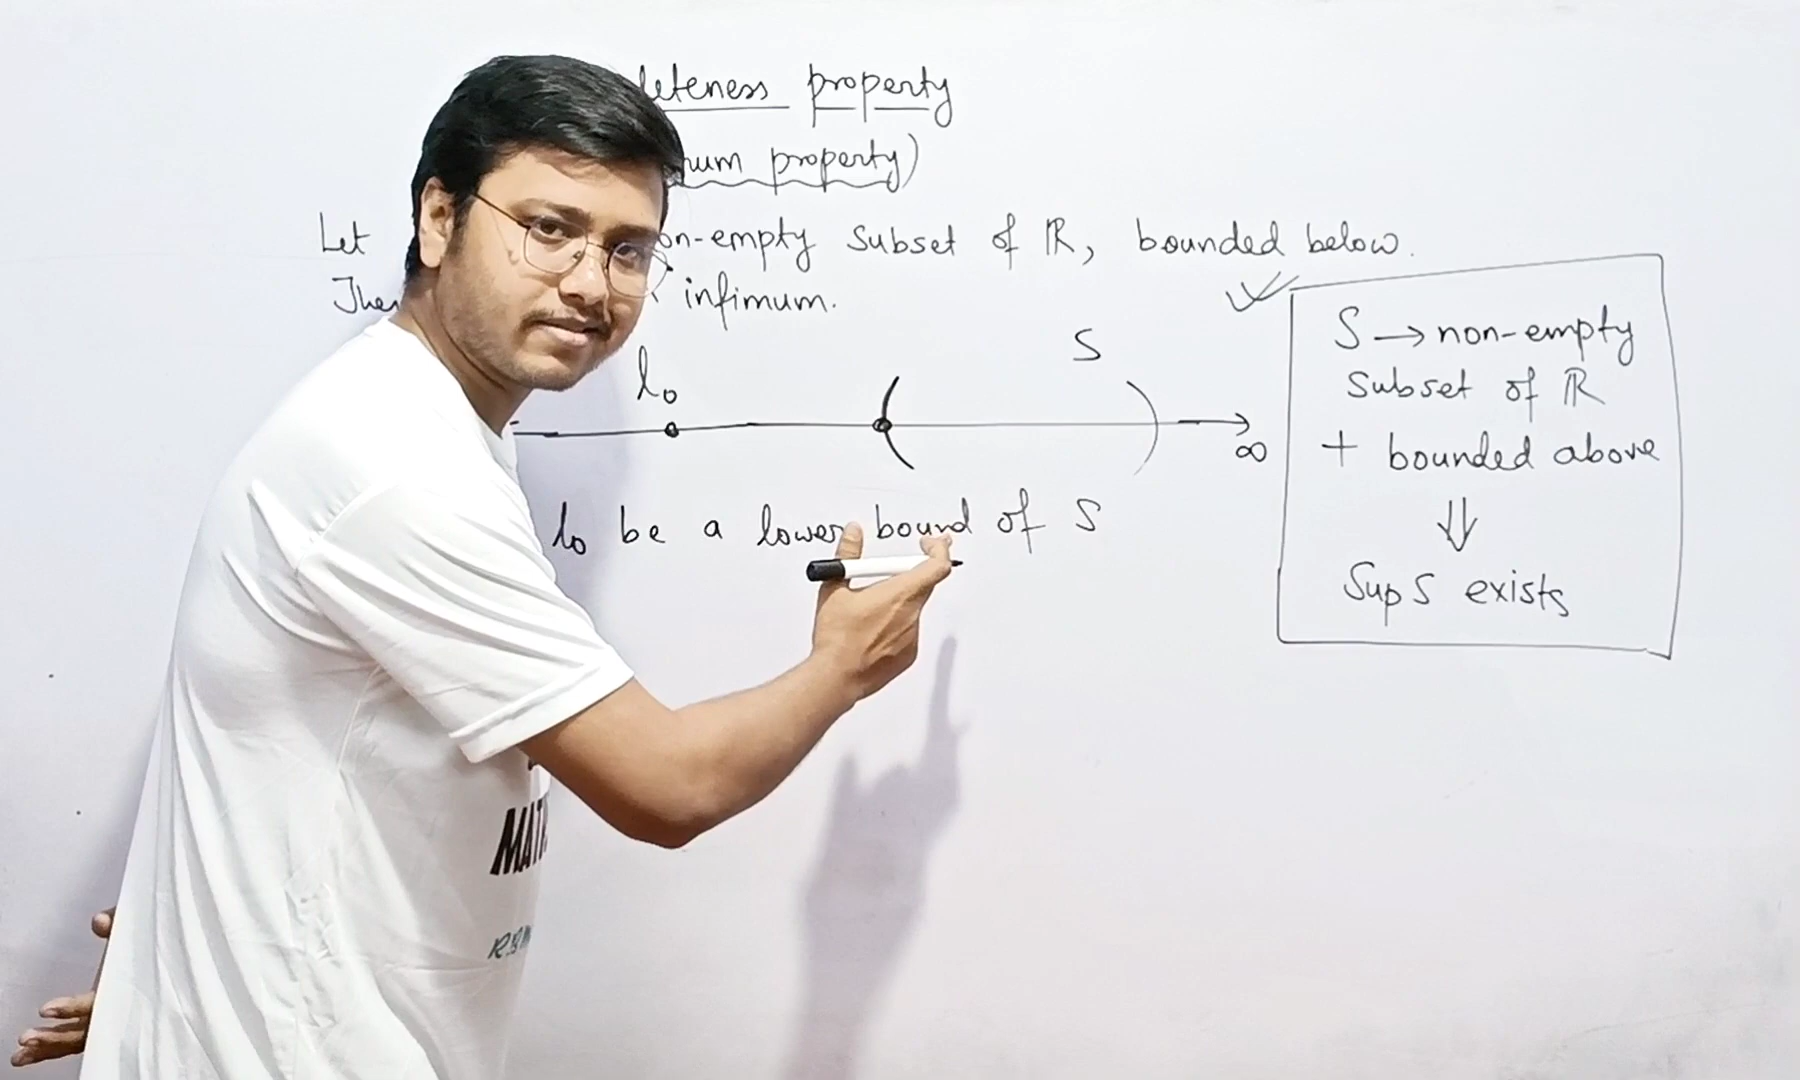 leteness property
num property)
Let on-empty subset of ℝ, bounded below.
Then infimum.
S
l₀
∞
l₀ be a lower bound of S
S → non-empty
subset of ℝ
+ bounded above
⇓
Sup S exists
MAT